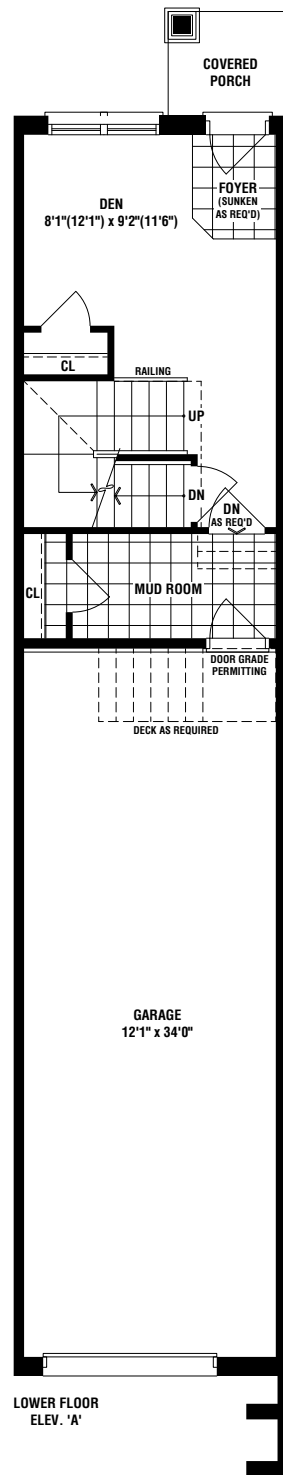 COVERED
PORCH
DEN
8'1"(12'1") x 9'2"(11'6")
FOYER
(SUNKEN
AS REQ'D)
CL
RAILING
UP
DN
DN
AS REQ'D
CL
MUD ROOM
DOOR GRADE
PERMITTING
DECK AS REQUIRED
GARAGE
12'1" x 34'0"
LOWER FLOOR
ELEV. 'A'